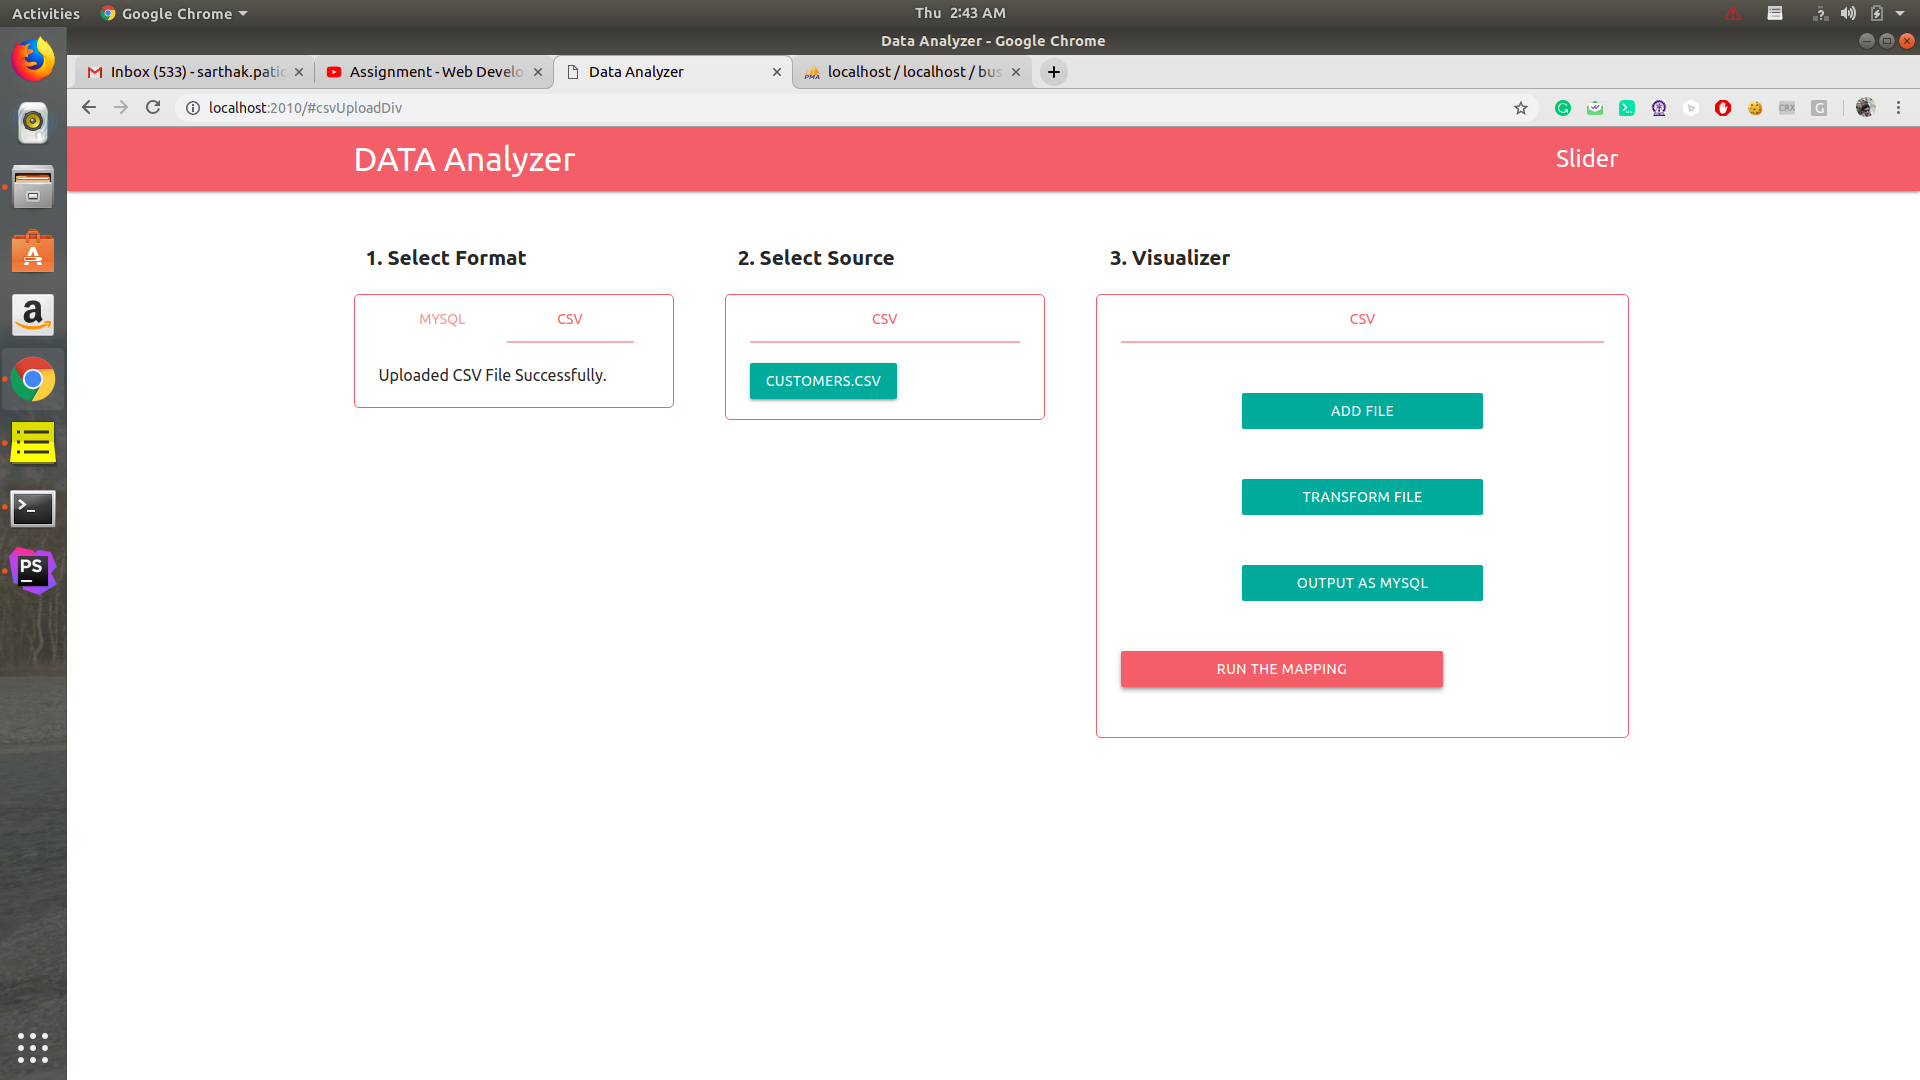 Activities
Google Chrome
Thu 2:43 AM
Data Analyzer - Google Chrome
Inbox (533) - sarthak.patic
Assignment - Web Develo
Data Analyzer
localhost / localhost / bus
localhost:2010/#csvUploadDiv
CRX
G
DATA Analyzer
Slider
1. Select Format
MYSQL
CSV
Uploaded CSV File Successfully.
2. Select Source
CSV
CUSTOMERS.CSV
3. Visualizer
CSV
ADD FILE
TRANSFORM FILE
OUTPUT AS MYSQL
RUN THE MAPPING
PS